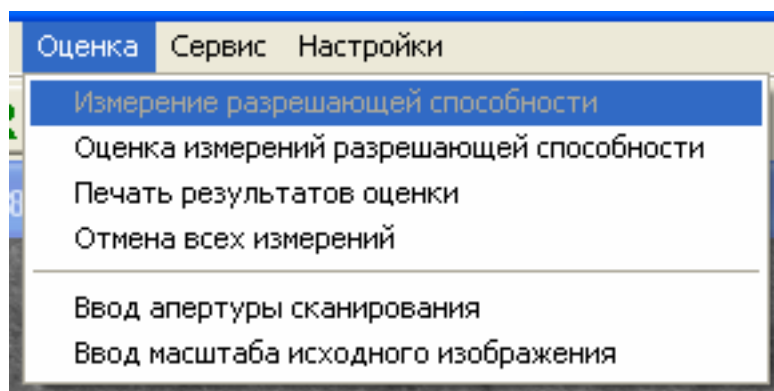 Оценка Сервис Настройки
Измерение разрешающей способности
Оценка измерений разрешающей способности
Печать результатов оценки
Отмена всех измерений
Ввод апертуры сканирования
Ввод масштаба исходного изображения